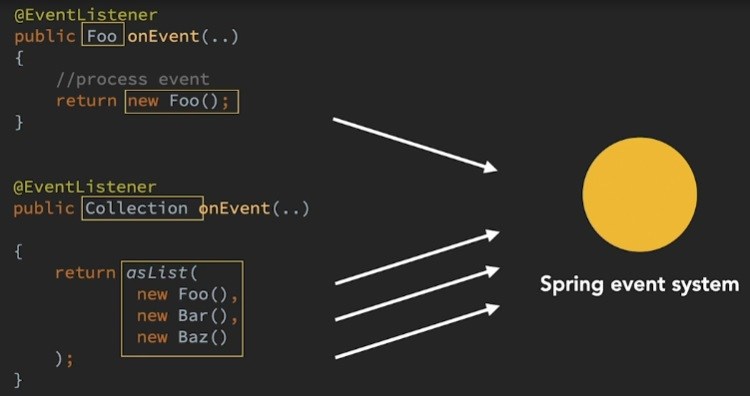 @EventListener
public Foo onEvent(..)
{
//process event
return new Foo();
}
@EventListener
public Collection onEvent(..)
{
return asList(
new Foo(),
new Bar(),
new Baz()
);
}
Spring event system